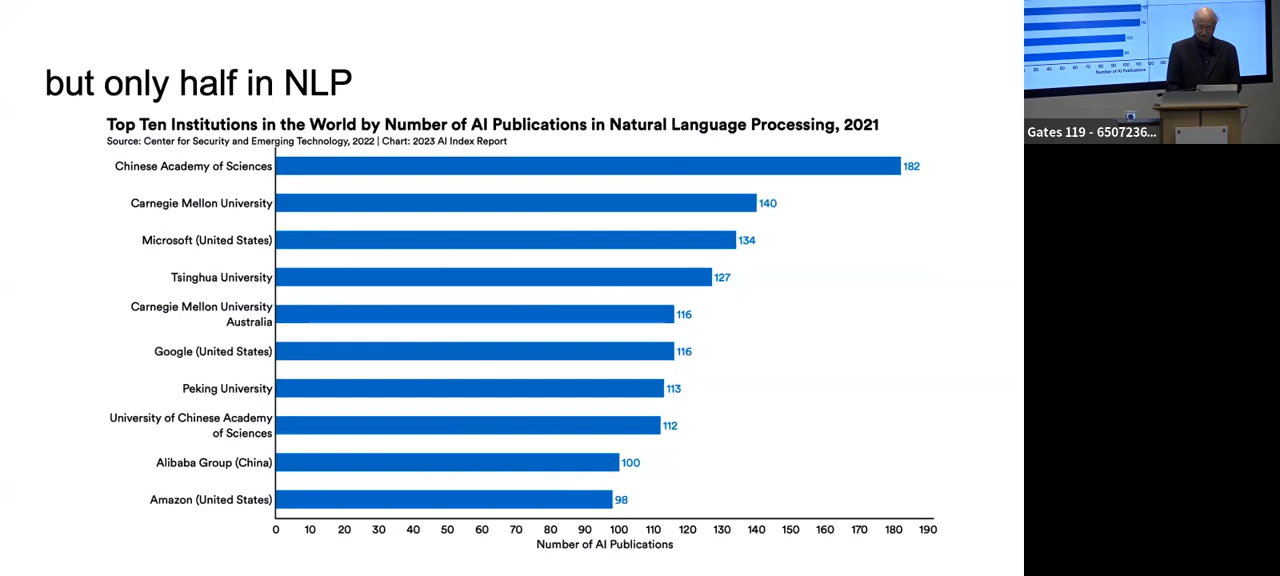 but only half in NLP
Top Ten Institutions in the World by Number of AI Publications in Natural Language Processing, 2021
Source: Center for Security and Emerging Technology, 2022 | Chart: 2023 AI Index Report
Chinese Academy of Sciences
182
Carnegie Mellon University
140
Microsoft (United States)
134
Tsinghua University
127
Carnegie Mellon University
Australia
116
Google (United States)
116
Peking University
113
University of Chinese Academy
of Sciences
112
Alibaba Group (China)
100
Amazon (United States)
98
0 10 20 30 40 50 60 70 80 90 100 110 120 130 140 150 160 170 180 190
Number of AI Publications
Number of AI Publications
Gates 119 - 6507236...